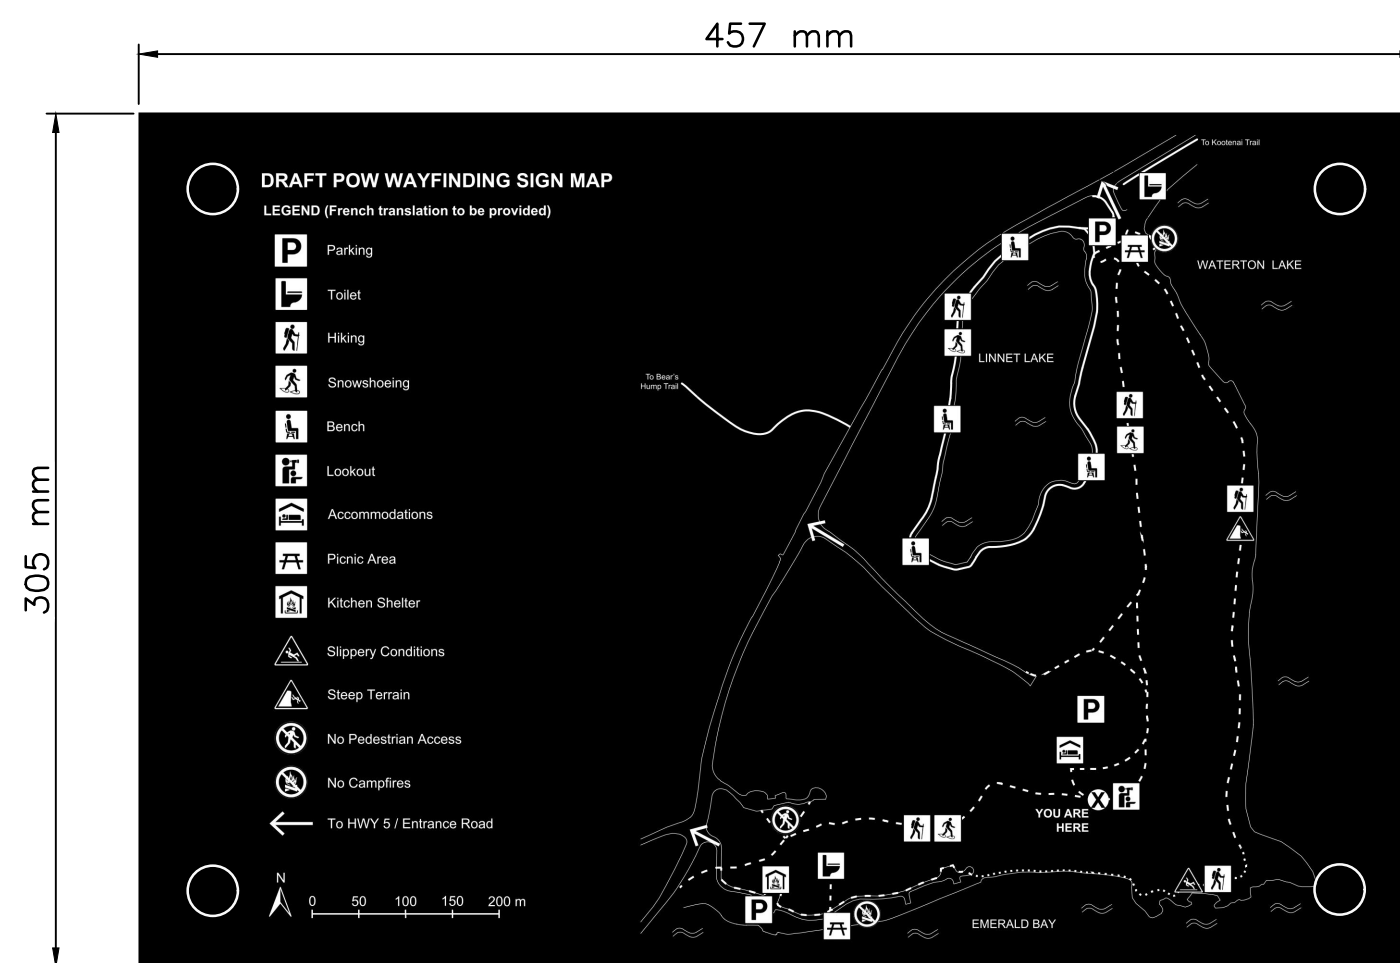 457 mm
305 mm
DRAFT POW WAYFINDING SIGN MAP
LEGEND (French translation to be provided)
P Parking
Toilet
Hiking
Snowshoeing
Bench
Lookout
Accommodations
Picnic Area
Kitchen Shelter
Slippery Conditions
Steep Terrain
No Pedestrian Access
No Campfires
To HWY 5 / Entrance Road
N
0 50 100 150 200 m
To Kootenai Trail
P
WATERTON LAKE
LINNET LAKE
To Bear's
Hump Trail
P
X
YOU ARE
HERE
P
EMERALD BAY